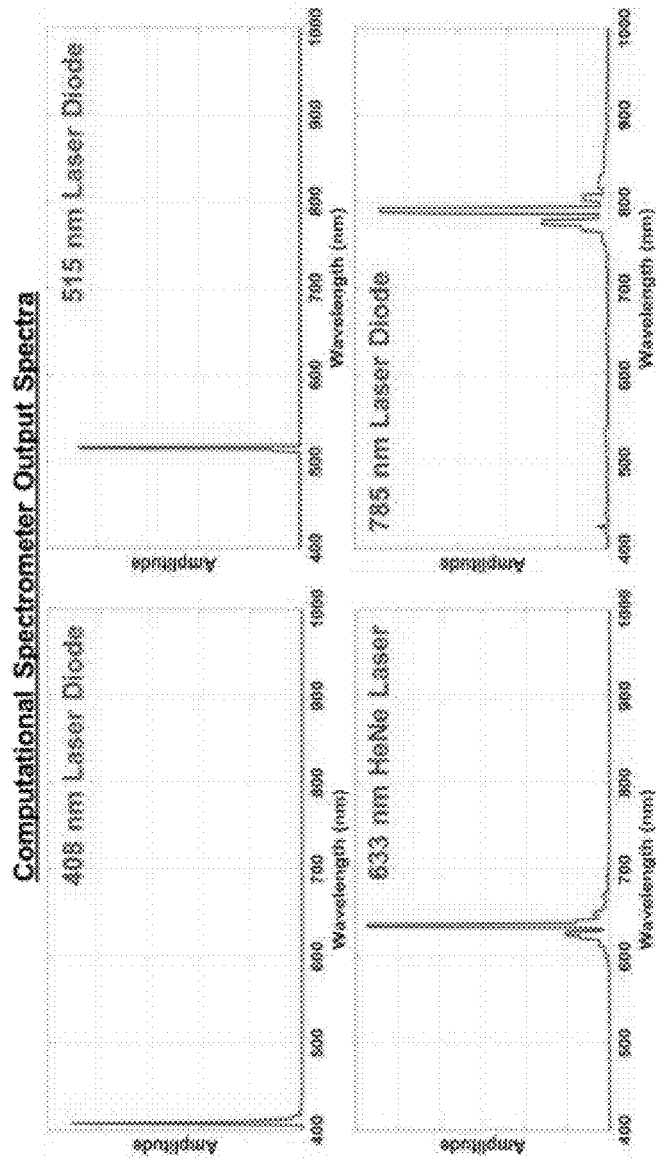 Computational Spectrometer Output Spectra
408 nm Laser Diode
Amplitude
400 500 600 700 800 900 1000
Wavelength (nm)
515 nm Laser Diode
Amplitude
400 500 600 700 800 900 1000
Wavelength (nm)
633 nm HeNe Laser
Amplitude
400 500 600 700 800 900 1000
Wavelength (nm)
785 nm Laser Diode
Amplitude
400 500 600 700 800 900 1000
Wavelength (nm)